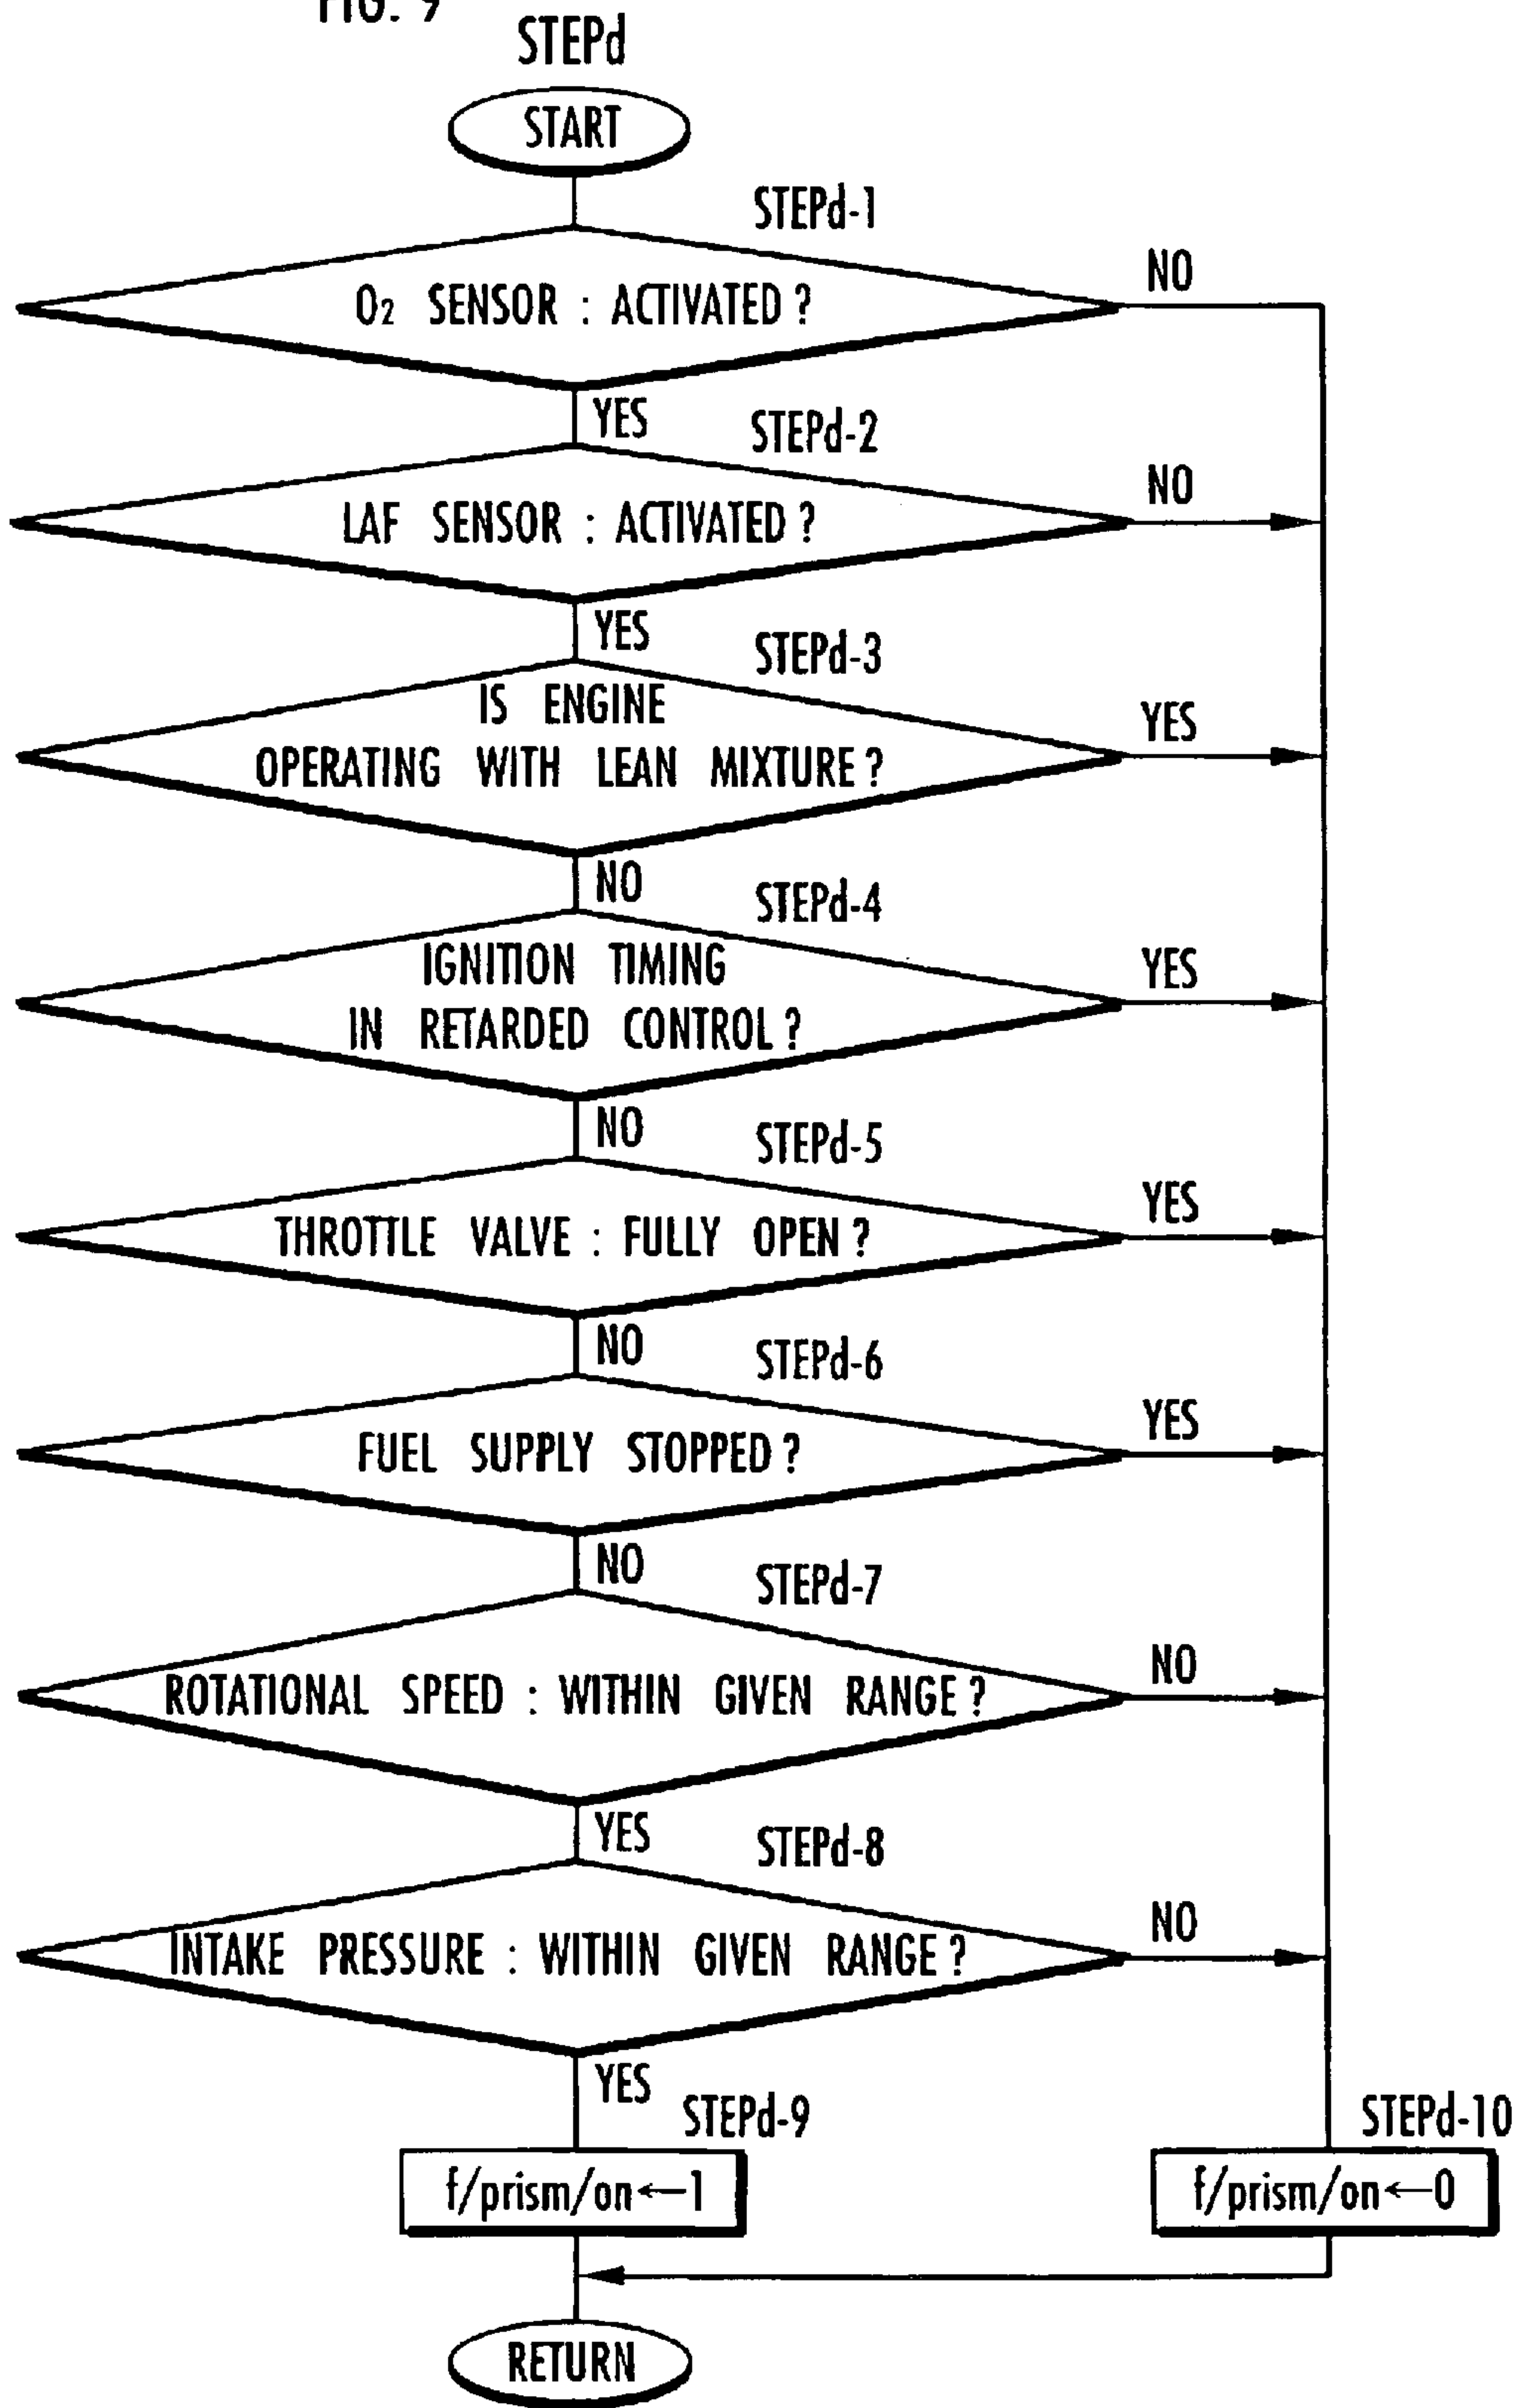 FIG. 9
STEPd
START
STEPd-1
O2 SENSOR : ACTIVATED ?
NO
YES
STEPd-2
LAF SENSOR : ACTIVATED ?
NO
YES
STEPd-3
IS ENGINE
OPERATING WITH LEAN MIXTURE ?
YES
NO
STEPd-4
IGNITION TIMING
IN RETARDED CONTROL ?
YES
NO
STEPd-5
THROTTLE VALVE : FULLY OPEN ?
YES
NO
STEPd-6
FUEL SUPPLY STOPPED ?
YES
NO
STEPd-7
ROTATIONAL SPEED : WITHIN GIVEN RANGE ?
NO
YES
STEPd-8
INTAKE PRESSURE : WITHIN GIVEN RANGE ?
NO
YES
STEPd-9
f/prism/on←1
STEPd-10
f/prism/on←0
RETURN